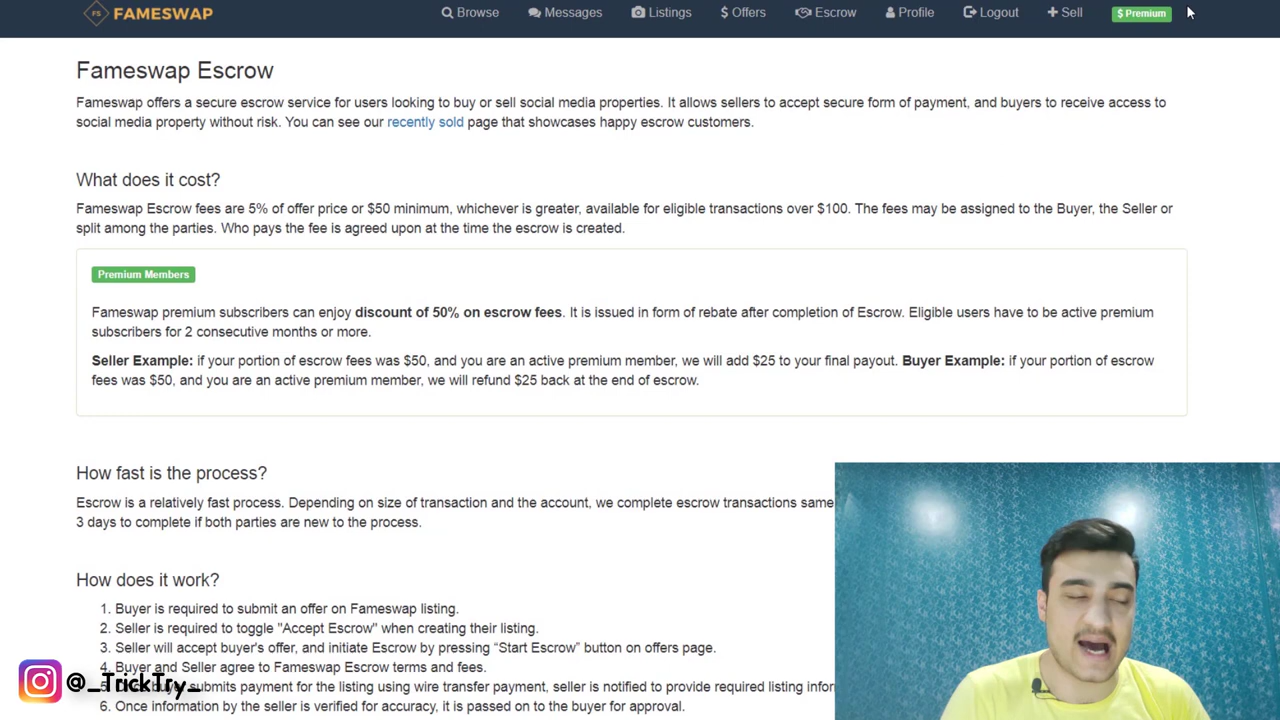 FS FAMESWAP
Browse Messages Listings $ Offers Escrow Profile Logout + Sell $ Premium
Fameswap Escrow
Fameswap offers a secure escrow service for users looking to buy or sell social media properties. It allows sellers to accept secure form of payment, and buyers to receive access to
social media property without risk. You can see our recently sold page that showcases happy escrow customers.
What does it cost?
Fameswap Escrow fees are 5% of offer price or $50 minimum, whichever is greater, available for eligible transactions over $100. The fees may be assigned to the Buyer, the Seller or
split among the parties. Who pays the fee is agreed upon at the time the escrow is created.
Premium Members
Fameswap premium subscribers can enjoy discount of 50% on escrow fees. It is issued in form of rebate after completion of Escrow. Eligible users have to be active premium
subscribers for 2 consecutive months or more.
Seller Example: if your portion of escrow fees was $50, and you are an active premium member, we will add $25 to your final payout. Buyer Example: if your portion of escrow
fees was $50, and you are an active premium member, we will refund $25 back at the end of escrow.
How fast is the process?
Escrow is a relatively fast process. Depending on size of transaction and the account, we complete escrow transactions same
3 days to complete if both parties are new to the process.
How does it work?
1. Buyer is required to submit an offer on Fameswap listing.
2. Seller is required to toggle "Accept Escrow" when creating their listing.
3. Seller will accept buyer's offer, and initiate Escrow by pressing “Start Escrow” button on offers page.
4. Buyer and Seller agree to Fameswap Escrow terms and fees.
submits payment for the listing using wire transfer payment, seller is notified to provide required listing
6. Once information by the seller is verified for accuracy, it is passed on to the buyer for approval.
@_TrickTry_